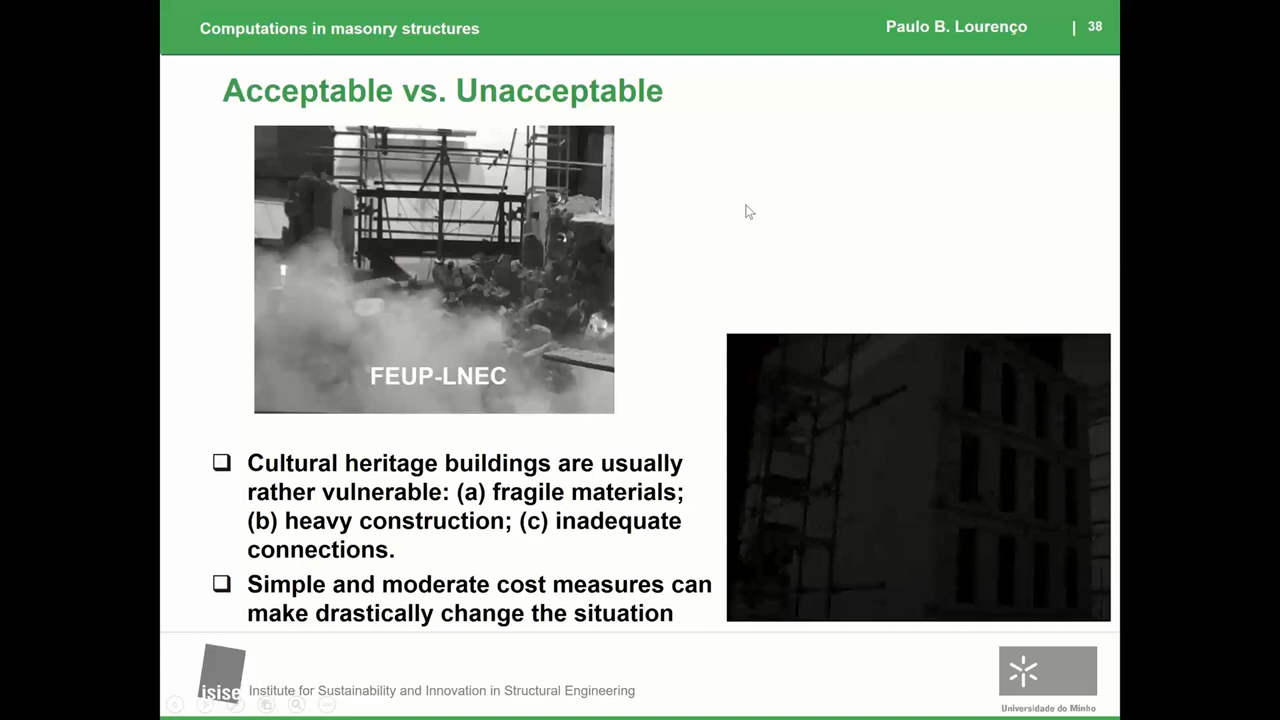 Computations in masonry structures
Paulo B. Lourenço
| 38
Acceptable vs. Unacceptable
FEUP-LNEC
❑ Cultural heritage buildings are usually
rather vulnerable: (a) fragile materials;
(b) heavy construction; (c) inadequate
connections.
❑ Simple and moderate cost measures can
make drastically change the situation
isise
Institute for Sustainability and Innovation in Structural Engineering
Universidade do Minho